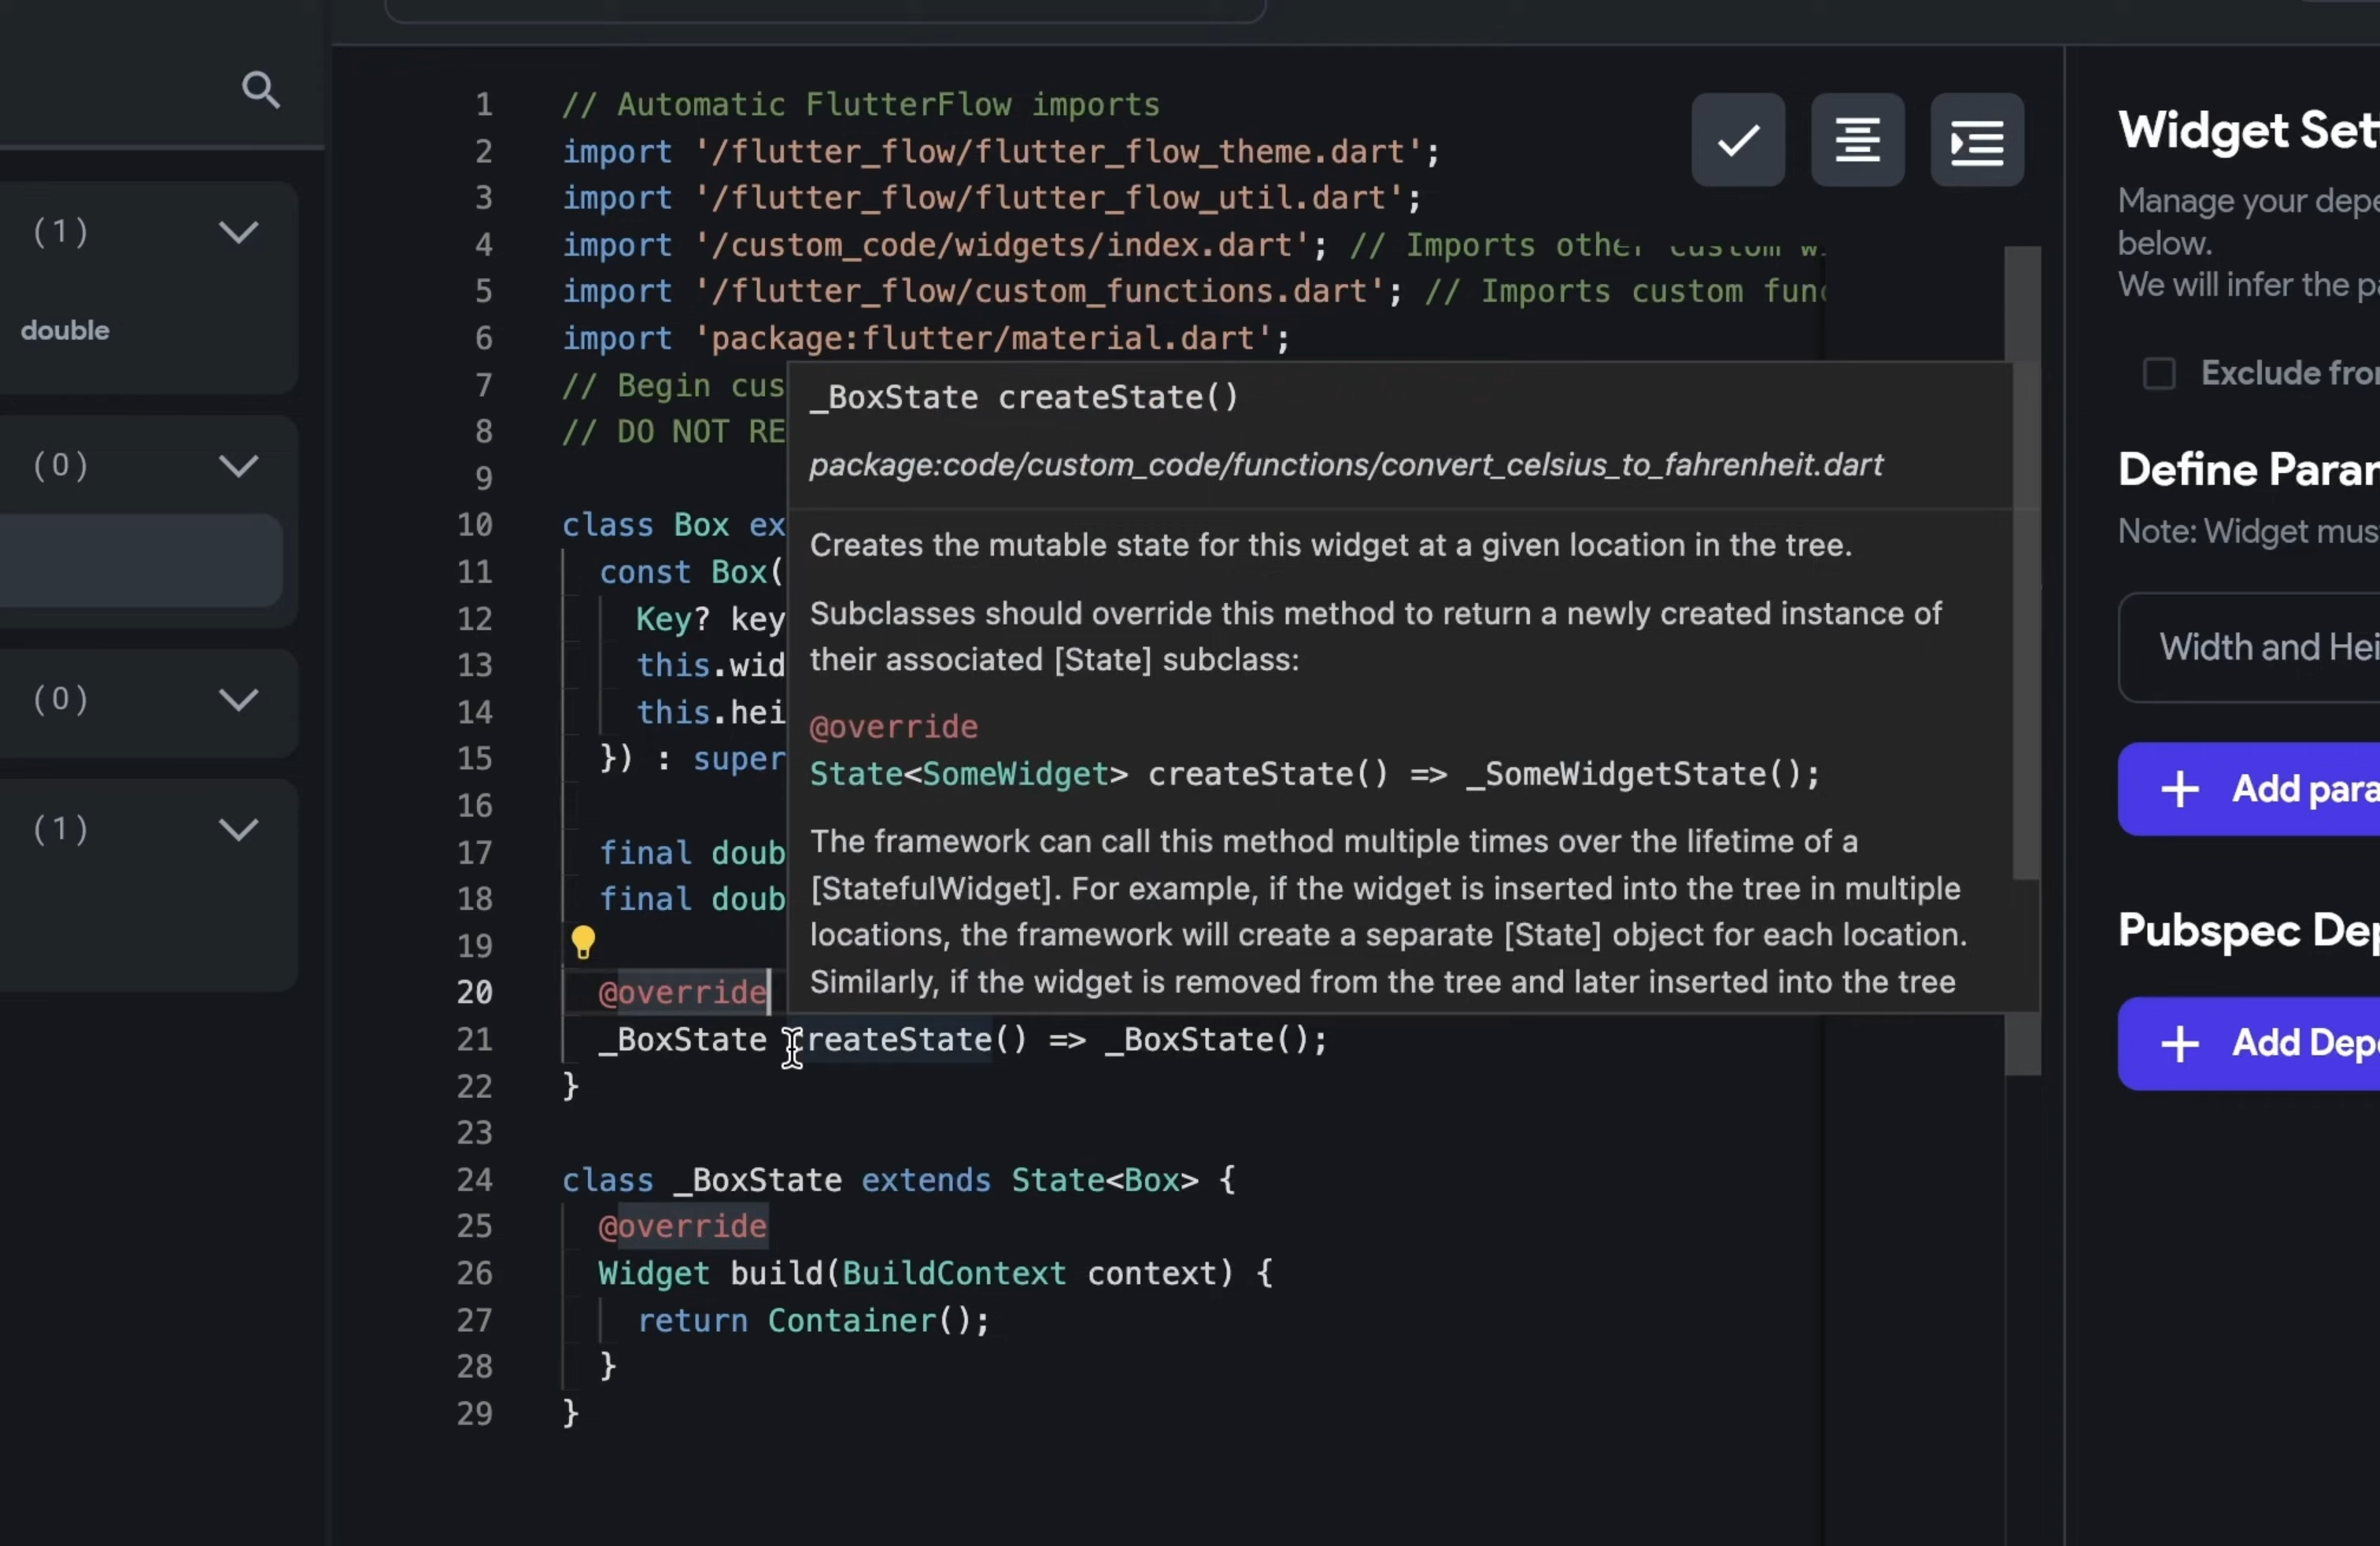 (1)
double
(0)
(0)
(1)
1 // Automatic FlutterFlow imports
2 import '/flutter_flow/flutter_flow_theme.dart';
3 import '/flutter_flow/flutter_flow_util.dart';
4 import '/custom_code/widgets/index.dart'; // Imports other custom w
5 import '/flutter_flow/custom_functions.dart'; // Imports custom func
6 import 'package:flutter/material.dart';
7 // Begin cus
8 // DO NOT RE
9
10 class Box ex
11 const Box(
12 Key? key
13 this.wid
14 this.hei
15 }) : super
16
17 final doub
18 final doub
19
20 @override
21 _BoxState createState() => _BoxState();
22 }
23
24 class _BoxState extends State<Box> {
25 @override
26 Widget build(BuildContext context) {
27 return Container();
28 }
29 }
_BoxState createState()
package:code/custom_code/functions/convert_celsius_to_fahrenheit.dart
Creates the mutable state for this widget at a given location in the tree.
Subclasses should override this method to return a newly created instance of
their associated [State] subclass:
@override
State<SomeWidget> createState() => _SomeWidgetState();
The framework can call this method multiple times over the lifetime of a
[StatefulWidget]. For example, if the widget is inserted into the tree in multiple
locations, the framework will create a separate [State] object for each location.
Similarly, if the widget is removed from the tree and later inserted into the tree
Widget Set
Manage your depe
below.
We will infer the pa
Exclude from
Define Param
Note: Widget mus
Width and Hei
+ Add para
Pubspec Dep
+ Add Depe